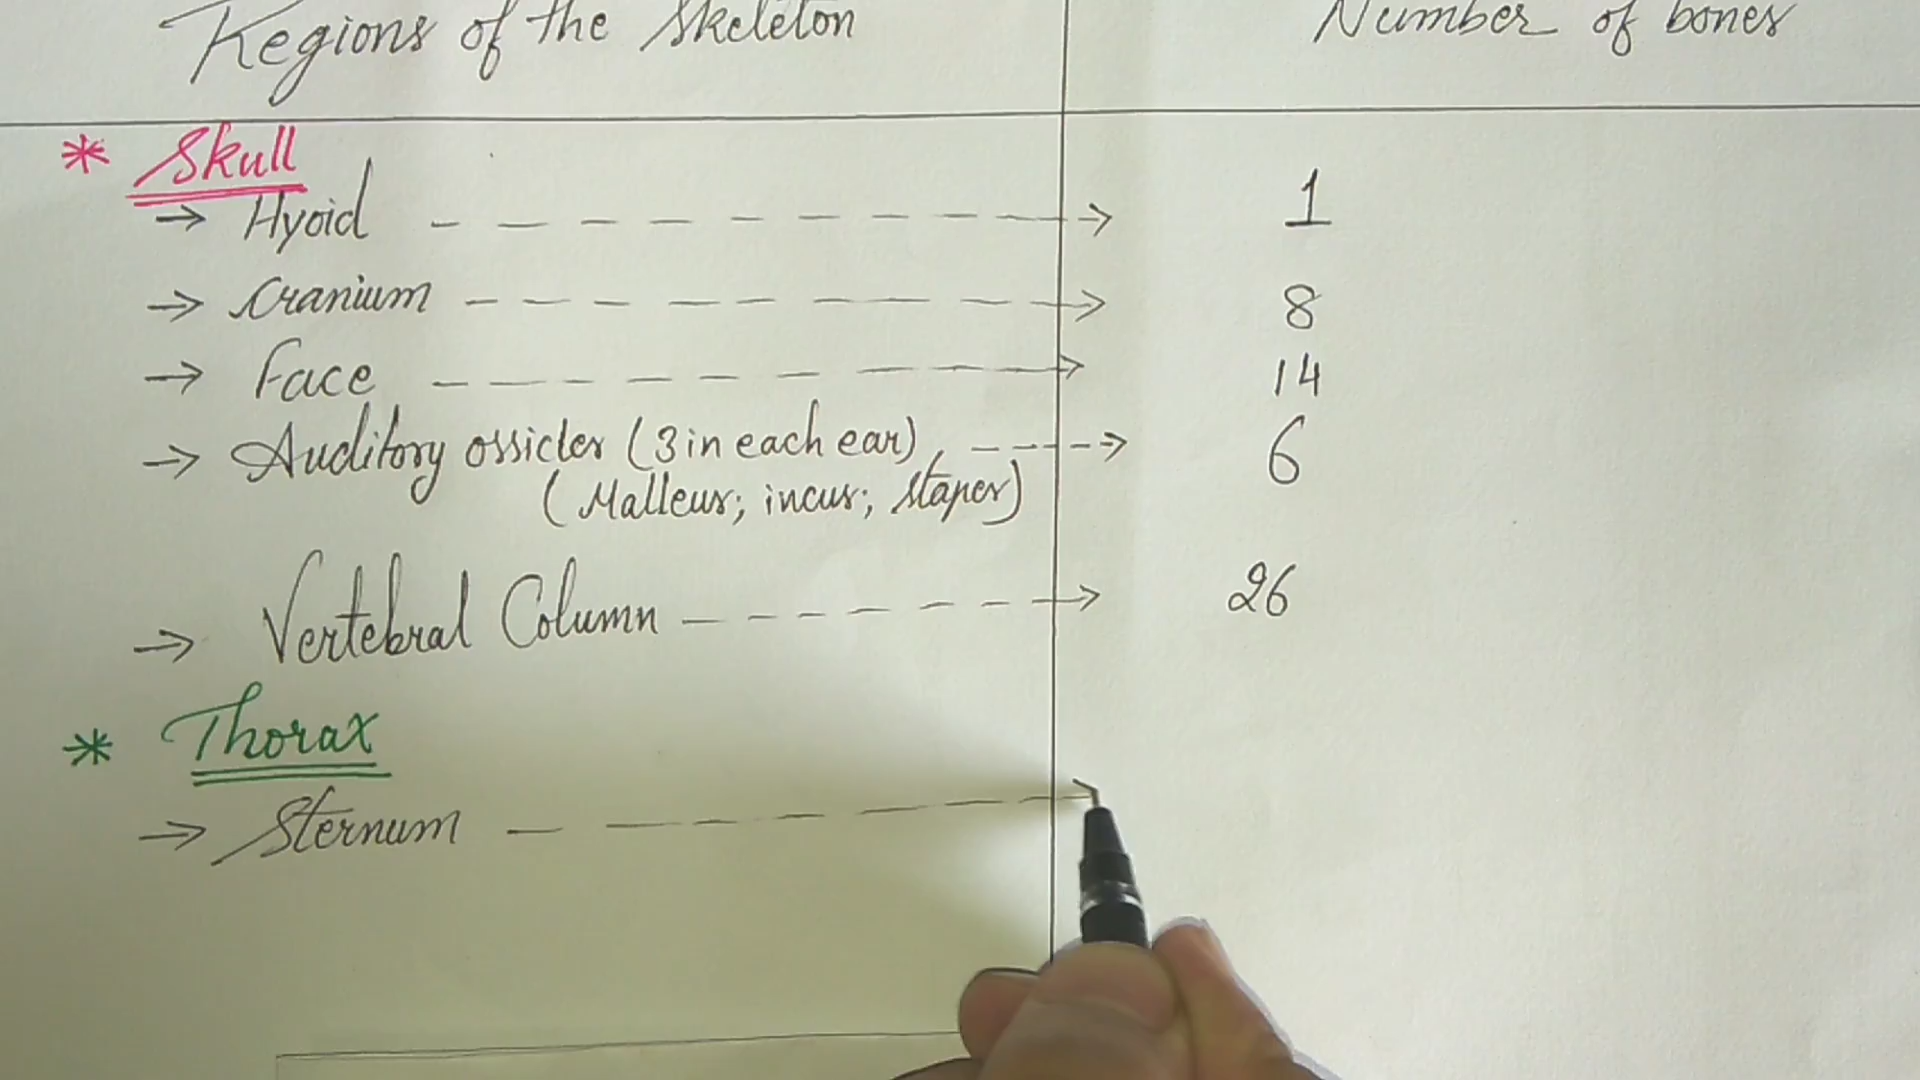 Regions of the Skeleton Number of bones
* Skull
→ Hyoid - - - - - - - - → 1
→ Cranium - - - - - - - → 8
→ Face - - - - - - - → 14
→ Auditory ossicles (3 in each ear), - - - - → 6
(Malleus; incus; stapes)
→ Vertebral Column - - - - - - → 26
* Thorax
→ Sternum - - - - - -